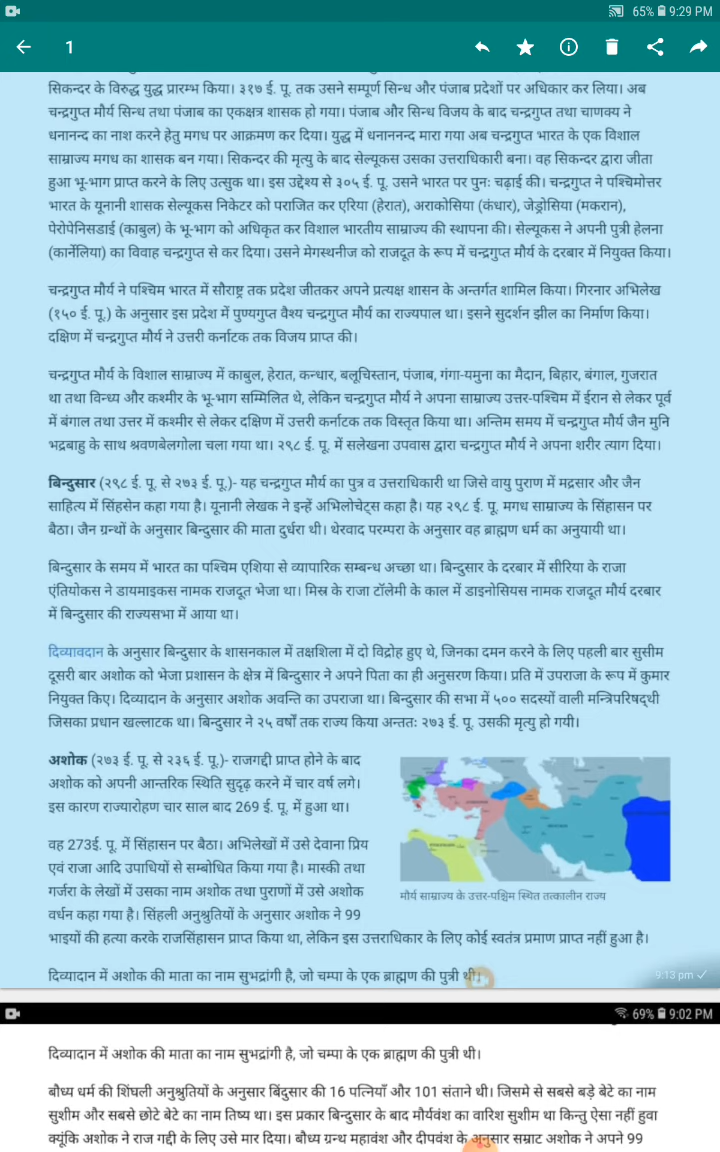 65% 9:29 PM
1
सिकन्दर के विरुद्ध युद्ध प्रारम्भ किया। ३१७ ई. पू. तक उसने सम्पूर्ण सिन्ध और पंजाब प्रदेशों पर अधिकार कर लिया। अब
चन्द्रगुप्त मौर्य सिन्ध तथा पंजाब का एकक्षत्र शासक हो गया। पंजाब और सिन्ध विजय के बाद चन्द्रगुप्त तथा चाणक्य ने
धनानन्द का नाश करने हेतु मगध पर आक्रमण कर दिया। युद्ध में धनाननन्द मारा गया अब चन्द्रगुप्त भारत के एक विशाल
साम्राज्य मगध का शासक बन गया। सिकन्दर की मृत्यु के बाद सेल्यूकस उसका उत्तराधिकारी बना। वह सिकन्दर द्वारा जीता
हुआ भू-भाग प्राप्त करने के लिए उत्सुक था। इस उद्देश्य से ३०५ ई. पू. उसने भारत पर पुनः चढ़ाई की। चन्द्रगुप्त ने पश्‍चिमोत्तर
भारत के यूनानी शासक सेल्यूकस निकेटर को पराजित कर एरिया (हेरात), अराकोसिया (कंधार), जेड्रोसिया (मकरान),
पेरोपेनिसडाई (काबुल) के भू-भाग को अधिकृत कर विशाल भारतीय साम्राज्य की स्थापना की। सेल्यूकस ने अपनी पुत्री हेलना
(कार्नेलिया) का विवाह चन्द्रगुप्त से कर दिया। उसने मेगस्थनीज को राजदूत के रूप में चन्द्रगुप्त मौर्य के दरबार में नियुक्‍त किया।
चन्द्रगुप्त मौर्य ने पश्‍चिम भारत में सौराष्ट्र तक प्रदेश जीतकर अपने प्रत्यक्ष शासन के अन्तर्गत शामिल किया। गिरनार अभिलेख
(१५० ई. पू.) के अनुसार इस प्रदेश में पुण्यगुप्त वैश्य चन्द्रगुप्त मौर्य का राज्यपाल था। इसने सुदर्शन झील का निर्माण किया।
दक्षिण में चन्द्रगुप्त मौर्य ने उत्तरी कर्नाटक तक विजय प्राप्त की।
चन्द्रगुप्त मौर्य के विशाल साम्राज्य में काबुल, हेरात, कन्धार, बलूचिस्तान, पंजाब, गंगा-यमुना का मैदान, बिहार, बंगाल, गुजरात
था तथा विन्ध्य और कश्मीर के भू-भाग सम्मिलित थे, लेकिन चन्द्रगुप्त मौर्य ने अपना साम्राज्य उत्तर-पश्‍चिम में ईरान से लेकर पूर्व
में बंगाल तथा उत्तर में कश्मीर से लेकर दक्षिण में उत्तरी कर्नाटक तक विस्तृत किया था। अन्तिम समय में चन्द्रगुप्त मौर्य जैन मुनि
भद्रबाहु के साथ श्रवणबेलगोला चला गया था। २९८ ई. पू. में सलेखना उपवास द्वारा चन्द्रगुप्त मौर्य ने अपना शरीर त्याग दिया।
बिन्दुसार (२९८ ई. पू. से २७३ ई. पू.)- यह चन्द्रगुप्त मौर्य का पुत्र व उत्तराधिकारी था जिसे वायु पुराण में मद्रसार और जैन
साहित्य में सिंहसेन कहा गया है। यूनानी लेखक ने इन्हें अभिलोचेट्‍स कहा है। यह २९८ ई. पू. मगध साम्राज्य के सिंहासन पर
बैठा। जैन ग्रन्थों के अनुसार बिन्दुसार की माता दुर्धरा थी। थेरवाद परम्परा के अनुसार वह ब्राह्मण धर्म का अनुयायी था।
बिन्दुसार के समय में भारत का पश्‍चिम एशिया से व्यापारिक सम्बन्ध अच्छा था। बिन्दुसार के दरबार में सीरिया के राजा
एंतियोकस ने डायमाइकस नामक राजदूत भेजा था। मिस्र के राजा टॉलेमी के काल में डाइनोसियस नामक राजदूत मौर्य दरबार
में बिन्दुसार की राज्यसभा में आया था।
दिव्यावदान के अनुसार बिन्दुसार के शासनकाल में तक्षशिला में दो विद्रोह हुए थे, जिनका दमन करने के लिए पहली बार सुसीम
दूसरी बार अशोक को भेजा प्रशासन के क्षेत्र में बिन्दुसार ने अपने पिता का ही अनुसरण किया। प्रति में उपराजा के रूप में कुमार
नियुक्‍त किए। दिव्यादान के अनुसार अशोक अवन्ति का उपराजा था। बिन्दुसार की सभा में ५०० सदस्यों वाली मन्त्रिपरिषद्‍थी
जिसका प्रधान खल्लाटक था। बिन्दुसार ने २५ वर्षों तक राज्य किया अन्ततः २७३ ई. पू. उसकी मृत्यु हो गयी।
अशोक (२७३ ई. पू. से २३६ ई. पू.)- राजगद्दी प्राप्त होने के बाद
अशोक को अपनी आन्तरिक स्थिति सुदृढ़ करने में चार वर्ष लगे।
इस कारण राज्यारोहण चार साल बाद 269 ई. पू. में हुआ था।
वह 273ई. पू. में सिंहासन पर बैठा। अभिलेखों में उसे देवाना प्रिय
एवं राजा आदि उपाधियों से सम्बोधित किया गया है। मास्की तथा
गर्जरा के लेखों में उसका नाम अशोक तथा पुराणों में उसे अशोक
वर्धन कहा गया है। सिंहली अनुश्रुतियों के अनुसार अशोक ने 99
भाइयों की हत्या करके राजसिंहासन प्राप्त किया था, लेकिन इस उत्तराधिकार के लिए कोई स्वतंत्र प्रमाण प्राप्त नहीं हुआ है।
मौर्य साम्राज्य के उत्तर-पश्चिम स्थित तत्कालीन राज्य
दिव्यादान में अशोक की माता का नाम सुभद्रांगी है, जो चम्पा के एक ब्राह्मण की पुत्री थी।
9:13 pm
69% 9:02 PM
दिव्यादान में अशोक की माता का नाम सुभद्रांगी है, जो चम्पा के एक ब्राह्मण की पुत्री थी।
बौध्य धर्म की शिंघली अनुश्रुतियों के अनुसार बिंदुसार की 16 पत्नियाँ और 101 संताने थी। जिसमे से सबसे बड़े बेटे का नाम
सुशीम और सबसे छोटे बेटे का नाम तिष्य था। इस प्रकार बिन्दुसार के बाद मौर्यवंश का वारिश सुशीम था किन्तु ऐसा नहीं हुवा
क्यूंकि अशोक ने राज गद्दी के लिए उसे मार दिया। बौध्य ग्रन्थ महावंश और दीपवंश के अनुसार सम्राट अशोक ने अपने 99